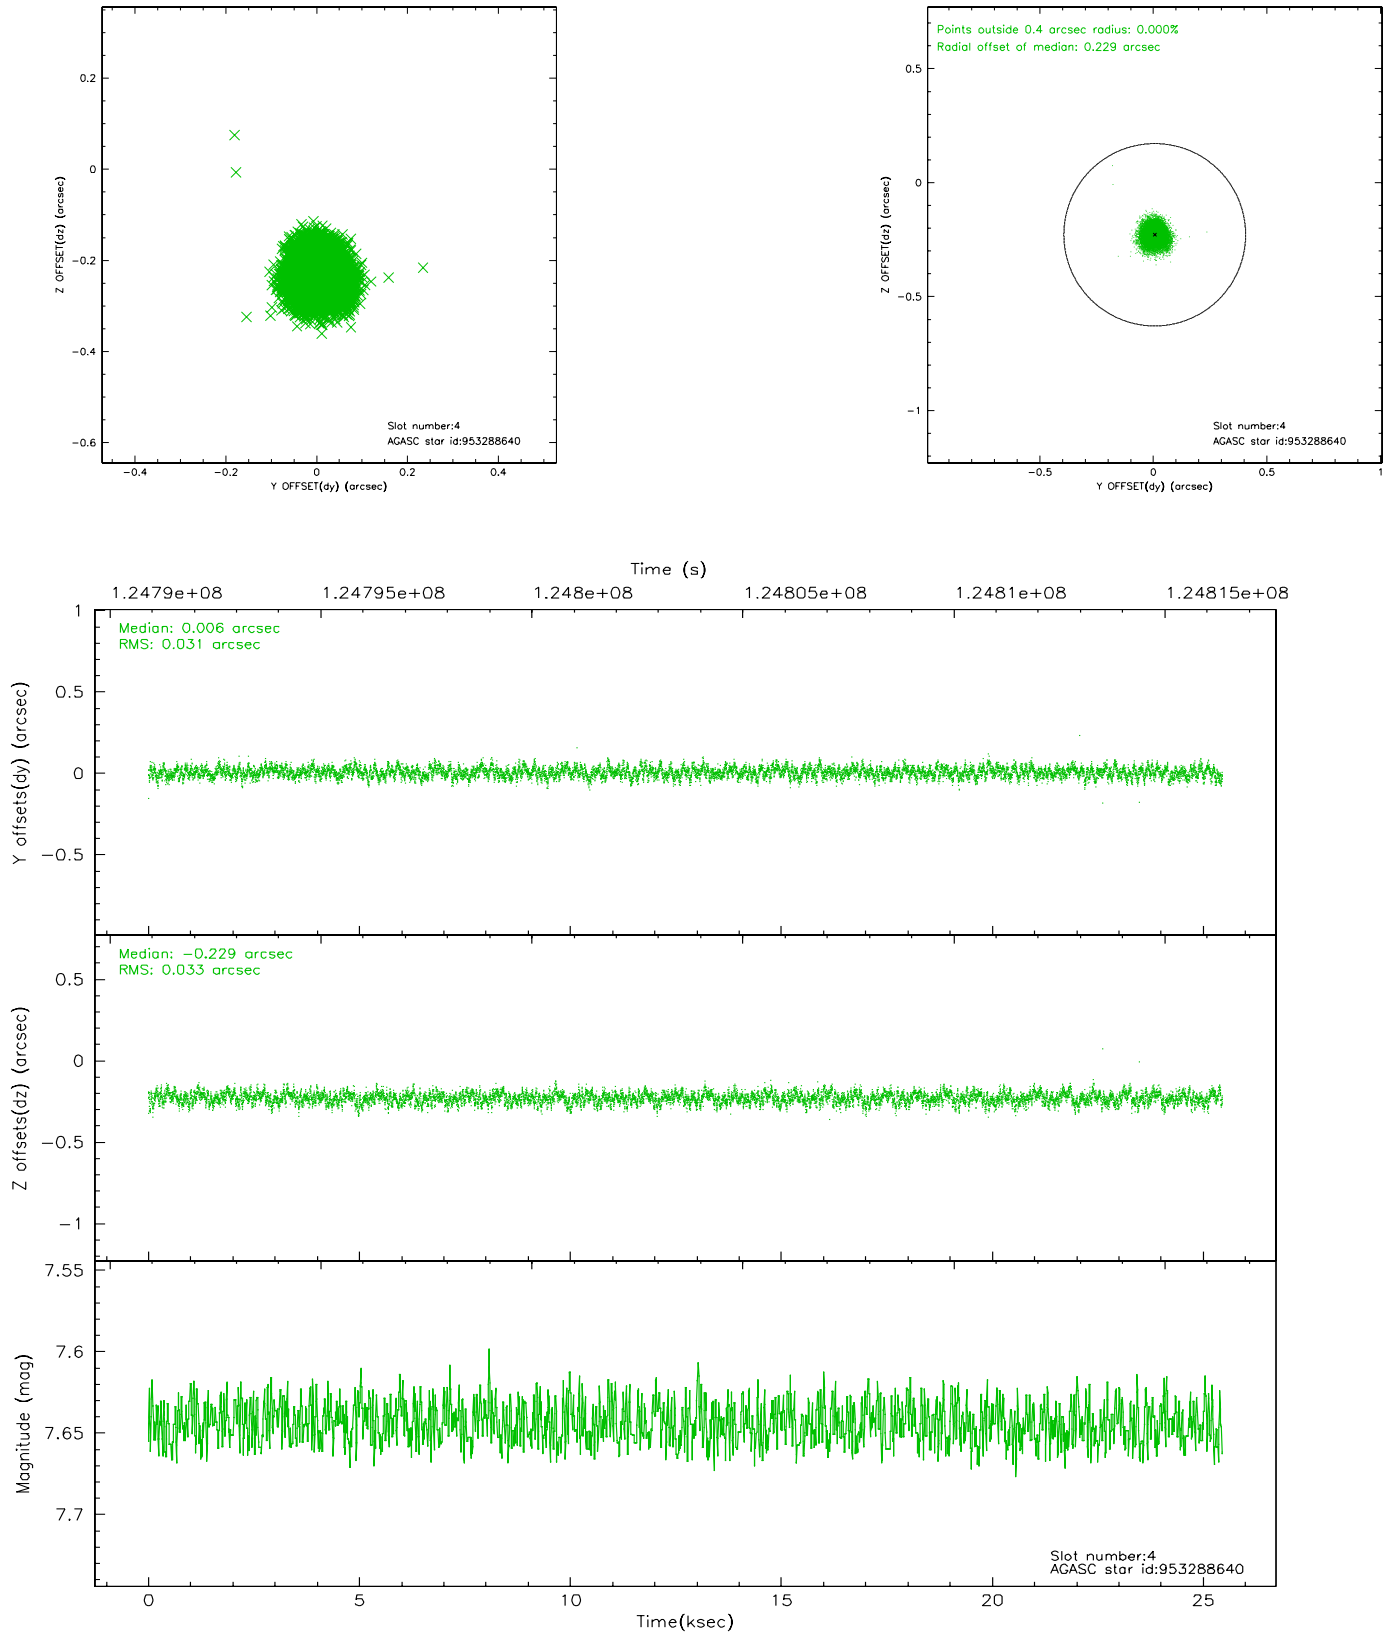 0.2
0
−0.2
−0.4
−0.6
Z OFFSET(dz) (arcsec)
−0.4 −0.2 0 0.2 0.4
Y OFFSET(dy) (arcsec)
Slot number:4
AGASC star id:953288640
Points outside 0.4 arcsec radius: 0.000%
Radial offset of median: 0.229 arcsec
0.5
0
−0.5
−1
Z OFFSET(dz) (arcsec)
−0.5 0 0.5 1
Y OFFSET(dy) (arcsec)
Slot number:4
AGASC star id:953288640
Time (s)
1.2479e+08 1.24795e+08 1.248e+08 1.24805e+08 1.2481e+08 1.24815e+08
Median: 0.006 arcsec
RMS: 0.031 arcsec
1
0.5
0
−0.5
Y offsets(dy) (arcsec)
Median: −0.229 arcsec
RMS: 0.033 arcsec
0.5
0
−0.5
−1
Z offsets(dz) (arcsec)
7.55
7.6
7.65
7.7
Magnitude (mag)
Slot number:4
AGASC star id:953288640
0 5 10 15 20 25
Time(ksec)